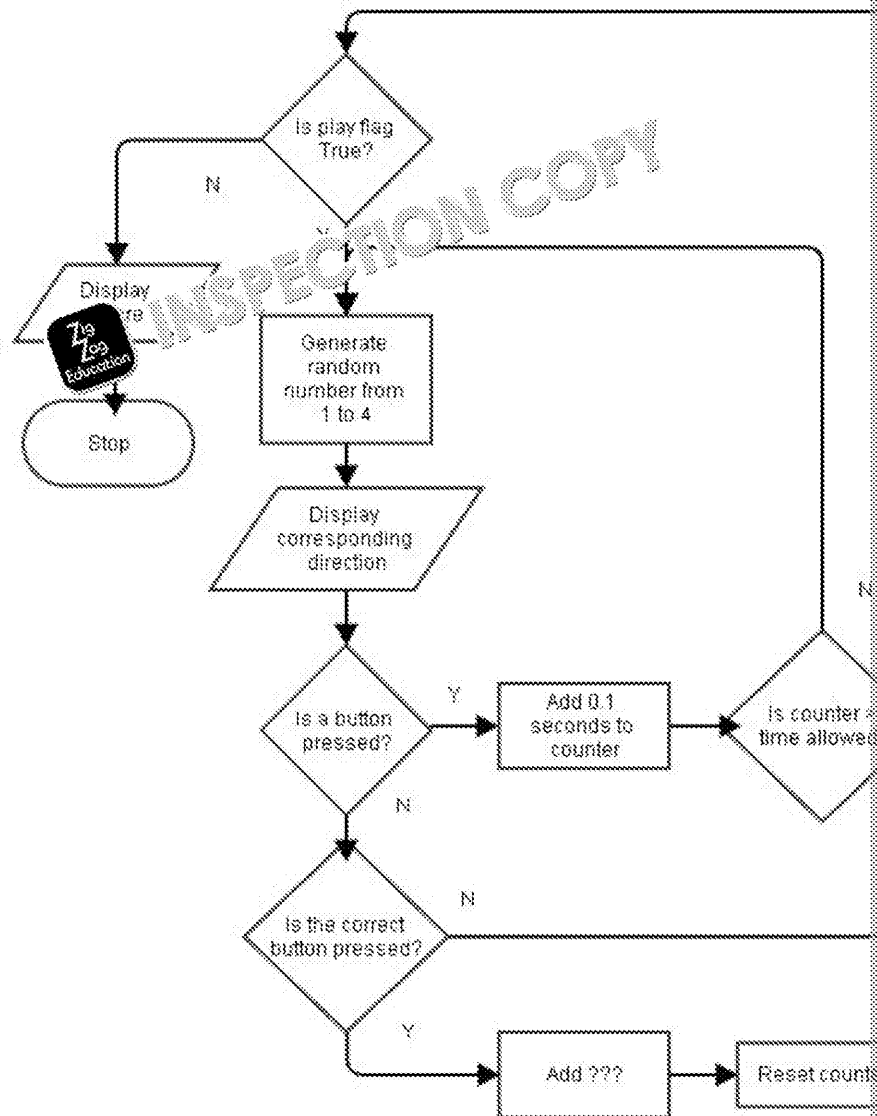 Is play flag
True?
N
Y
INSPECTION COPY
Display
Zig
Zag
Education
Stop
Generate
random
number from
1 to 4
Display
corresponding
direction
N
Is a button
pressed?
Y
Add 0.1
seconds to
counter
Is counter
time allowed
N
Is the correct
button pressed?
N
Y
Add ???
Reset count